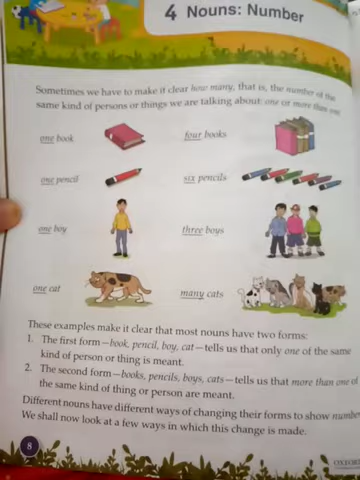 4 Nouns: Number
Sometimes we have to make it clear how many, that is, the number of the
same kind of persons or things we are talking about: one or more than one.
one book
four books
one pencil
six pencils
one boy
three boys
one cat
many cats
These examples make it clear that most nouns have two forms:
1. The first form—book, pencil, boy, cat—tells us that only one of the same
kind of person or thing is meant.
2. The second form—books, pencils, boys, cats—tells us that more than one of
the same kind of thing or person are meant.
Different nouns have different ways of changing their forms to show number.
We shall now look at a few ways in which this change is made.
8
OXFORD